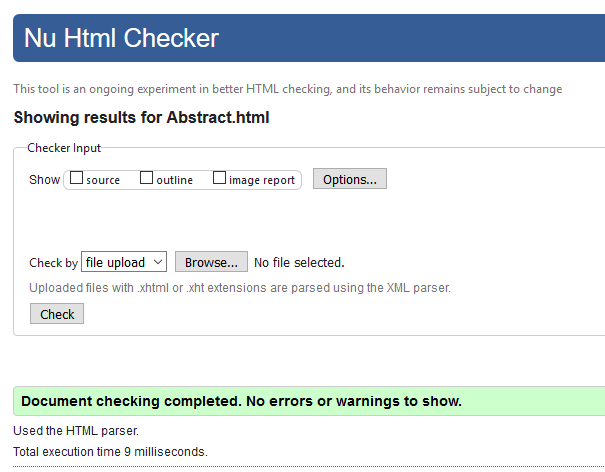 Nu Html Checker
This tool is an ongoing experiment in better HTML checking, and its behavior remains subject to change
Showing results for Abstract.html
Checker Input
Show source outline image report Options...
Check by file upload Browse... No file selected.
Uploaded files with .xhtml or .xht extensions are parsed using the XML parser.
Check
Document checking completed. No errors or warnings to show.
Used the HTML parser.
Total execution time 9 milliseconds.